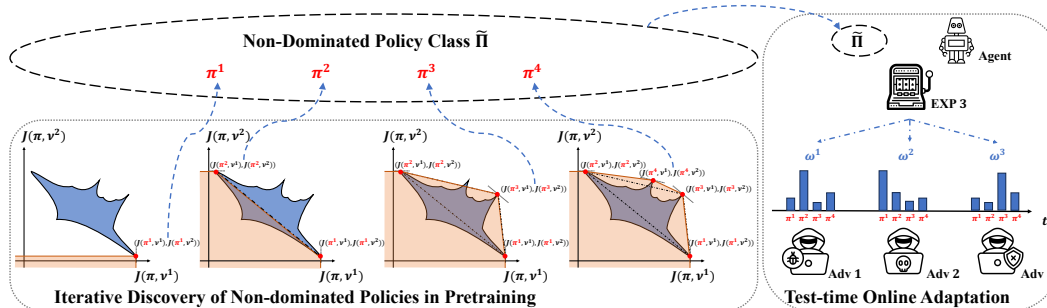 Non-Dominated Policy Class Π̃
π¹ π² π³ π⁴
Π̃
Agent
EXP 3
J(π, ν²)
J(π, ν¹)
(J(π¹, ν¹), J(π¹, ν²))
J(π, ν²)
(J(π², ν¹), J(π², ν²))
(J(π¹, ν¹), J(π¹, ν²))
J(π, ν¹)
J(π, ν²)
(J(π², ν¹), J(π², ν²))
(J(π³, ν¹), J(π³, ν²))
(J(π¹, ν¹), J(π¹, ν²))
J(π, ν¹)
J(π, ν²)
(J(π², ν¹), J(π², ν²))
(J(π⁴, ν¹), J(π⁴, ν²))
(J(π³, ν¹), J(π³, ν²))
(J(π¹, ν¹), J(π¹, ν²))
J(π, ν¹)
Iterative Discovery of Non-dominated Policies in Pretraining
ω¹ ω² ω³
π¹ π² π³ π⁴
π¹ π² π³ π⁴
π¹ π² π³ π⁴
t
Adv 1 Adv 2 Adv
Test-time Online Adaptation